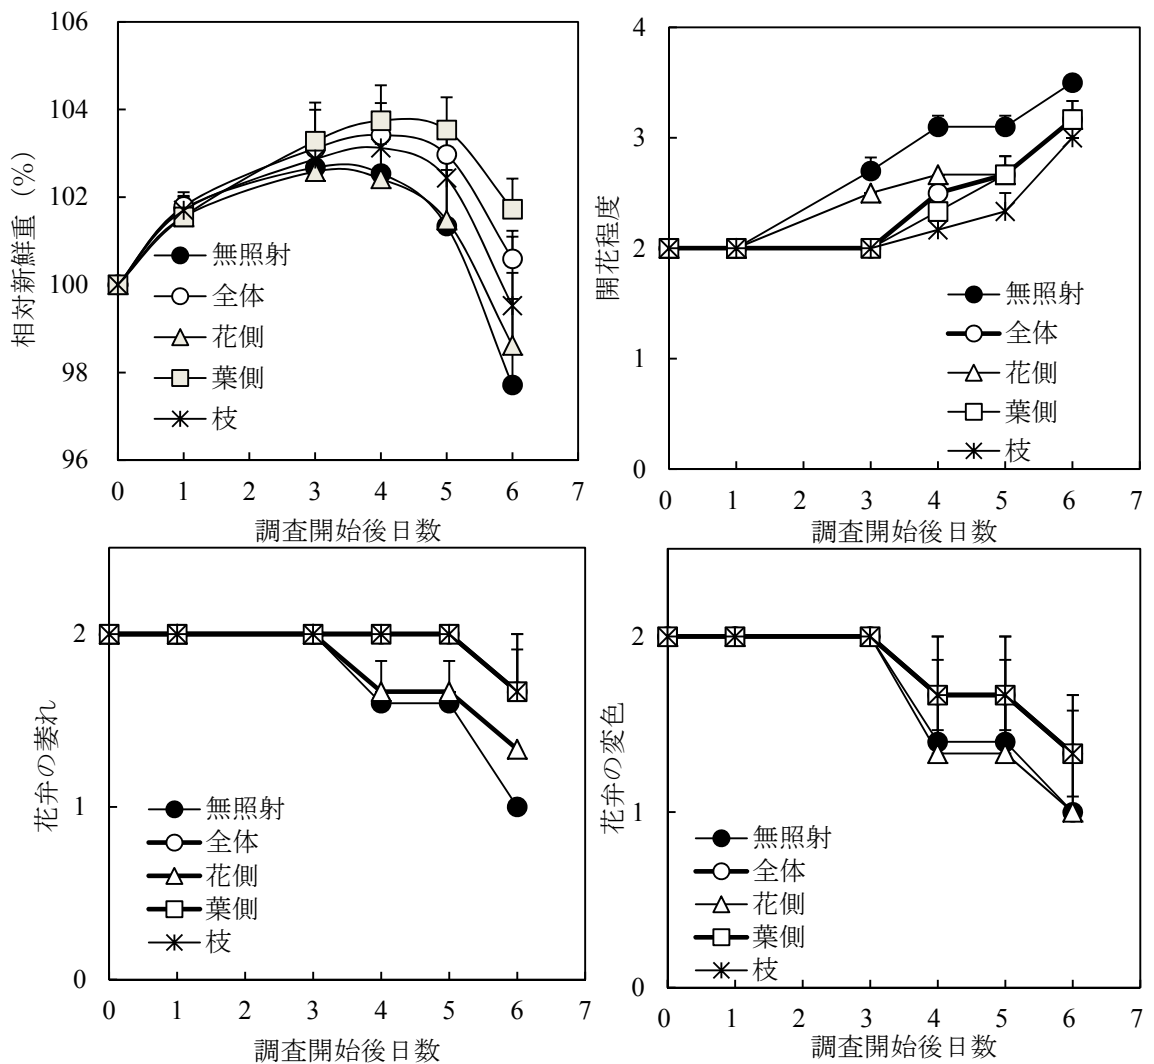 106
104
102
100
98
96
相対新鮮重 (%)
無照射
全体
花側
葉側
枝
0 1 3 4 5 6 7
調査開始後日数
4
3
2
1
0
開花程度
無照射
全体
花側
葉側
枝
0 1 3 4 5 6 7
調査開始後日数
2
1
0
花弁の萎れ
無照射
全体
花側
葉側
枝
0 1 2 3 4 5 6 7
調査開始後日数
2
1
0
花弁の変色
無照射
全体
花側
葉側
枝
0 1 2 3 4 5 6 7
調査開始後日数